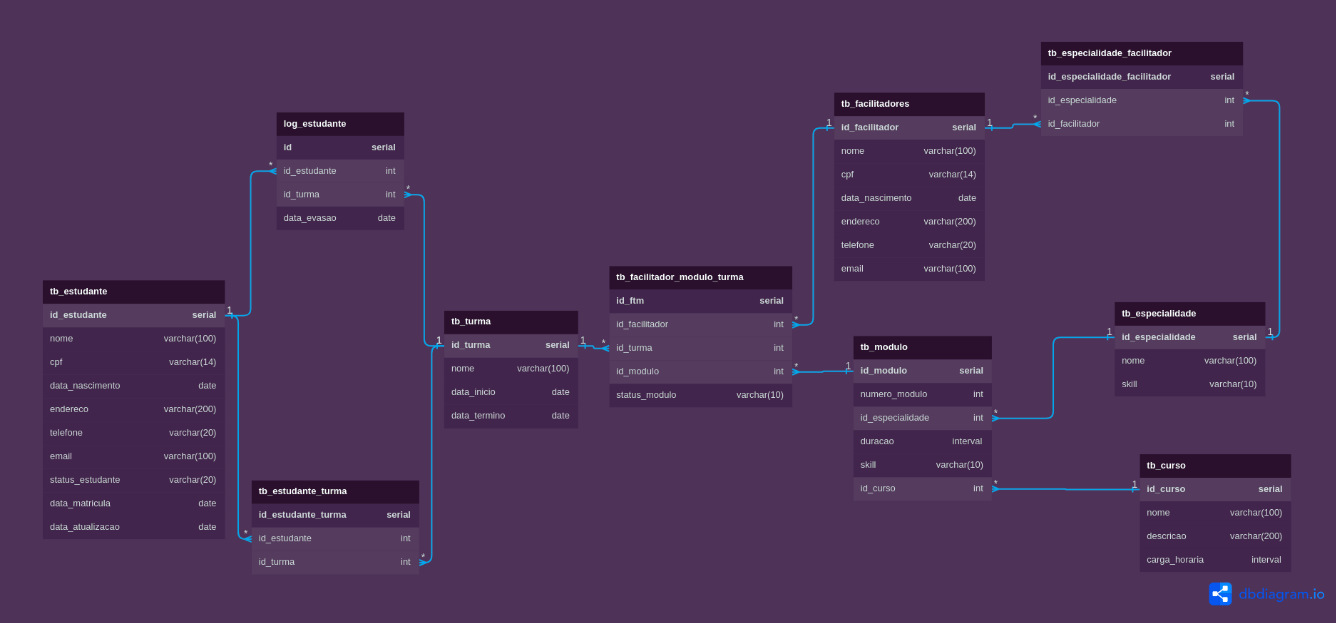 tb_especialidade_facilitador
id_especialidade_facilitador serial
id_especialidade int
id_facilitador int
tb_facilitadores
id_facilitador serial
nome varchar(100)
cpf varchar(14)
data_nascimento date
endereco varchar(200)
telefone varchar(20)
email varchar(100)
log_estudante
id serial
id_estudante int
id_turma int
data_evasao date
tb_estudante
id_estudante serial
nome varchar(100)
cpf varchar(14)
data_nascimento date
endereco varchar(200)
telefone varchar(20)
email varchar(100)
status_estudante varchar(20)
data_matricula date
data_atualizacao date
tb_estudante_turma
id_estudante_turma serial
id_estudante int
id_turma int
tb_turma
id_turma serial
nome varchar(100)
data_inicio date
data_termino date
tb_facilitador_modulo_turma
id_ftm serial
id_facilitador int
id_turma int
id_modulo int
status_modulo varchar(10)
tb_modulo
id_modulo serial
numero_modulo int
id_especialidade int
duracao interval
skill varchar(10)
id_curso int
tb_especialidade
id_especialidade serial
nome varchar(100)
skill varchar(10)
tb_curso
id_curso serial
nome varchar(100)
descricao varchar(200)
carga_horaria interval
1 *
1 *
1 *
1 *
1 *
1 *
1 *
1 *
1 *
1 *
1 *
dbdiagram.io